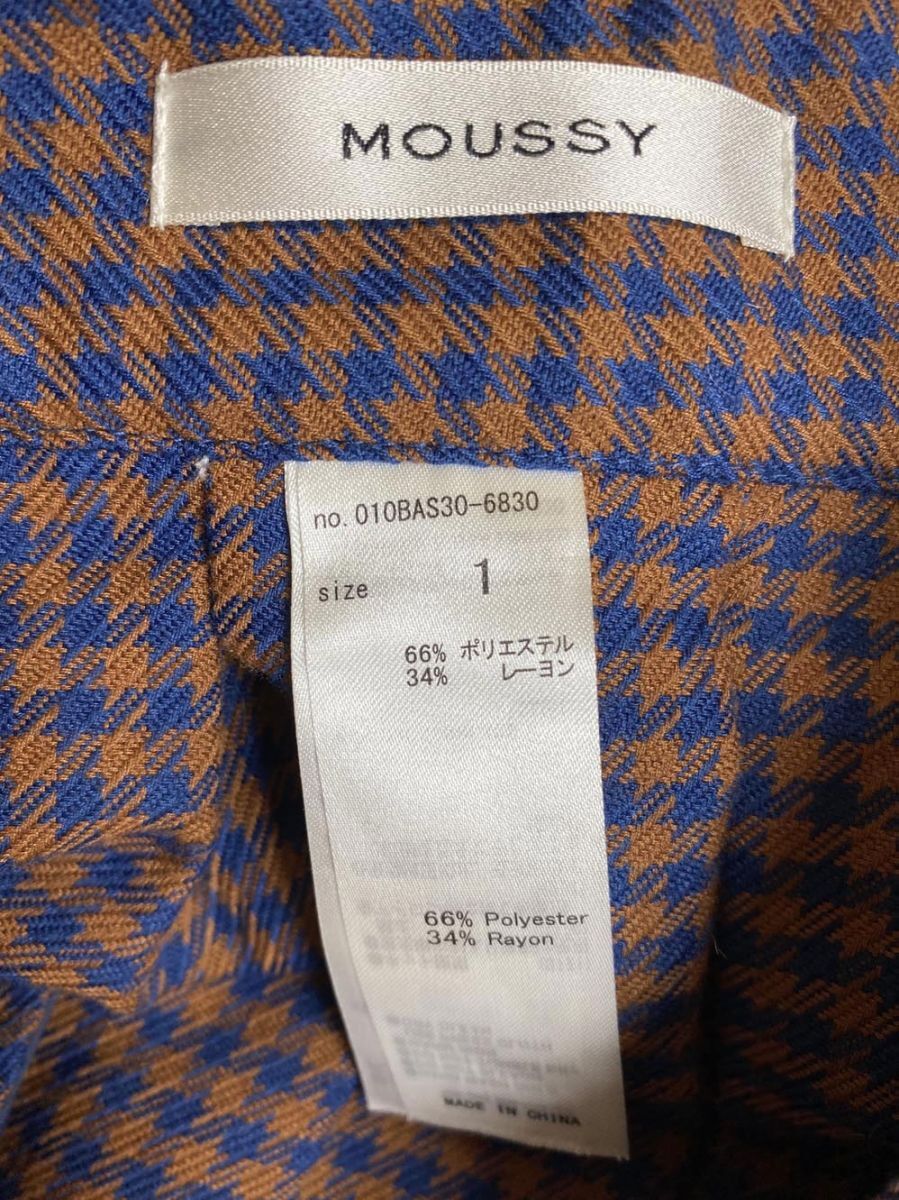 MOUSSY
no. 010BAS30-6830
size 1
66% ポリエステル
34% レーヨン
66% Polyester
34% Rayon
MADE IN CHINA